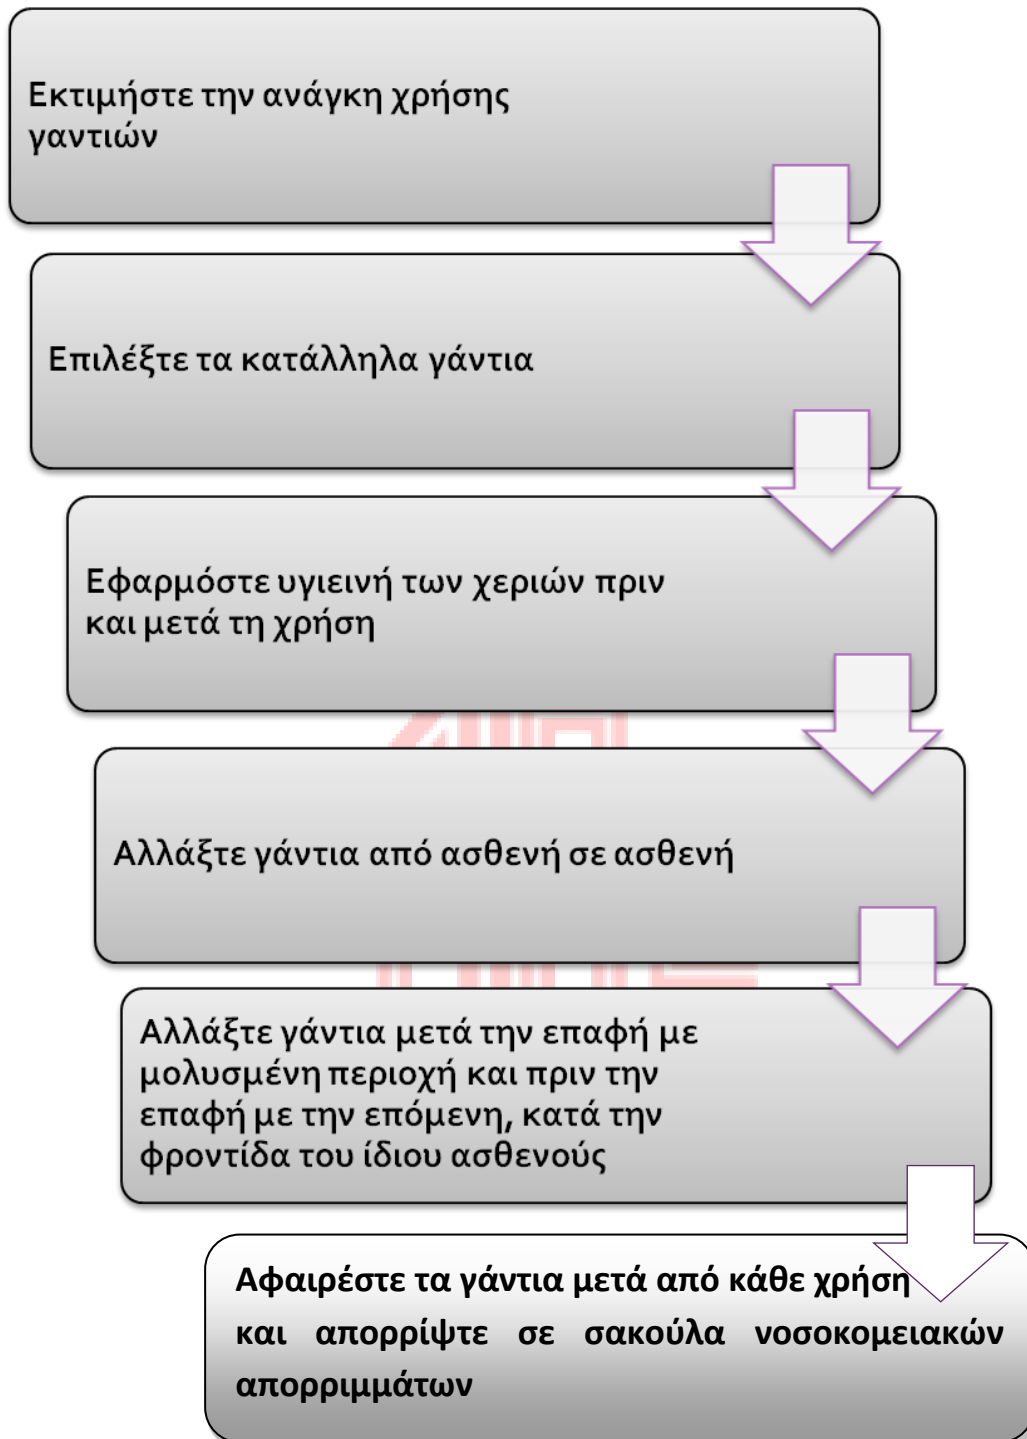 Εκτιμήστε την ανάγκη χρήσης
γαντιών
Επιλέξτε τα κατάλληλα γάντια
Εφαρμόστε υγιεινή των χεριών πριν
και μετά τη χρήση
Αλλάξτε γάντια από ασθενή σε ασθενή
Αλλάξτε γάντια μετά την επαφή με
μολυσμένη περιοχή και πριν την
επαφή με την επόμενη, κατά την
φροντίδα του ίδιου ασθενούς
Αφαιρέστε τα γάντια μετά από κάθε χρήση
και απορρίψτε σε σακούλα νοσοκομειακών
απορριμμάτων